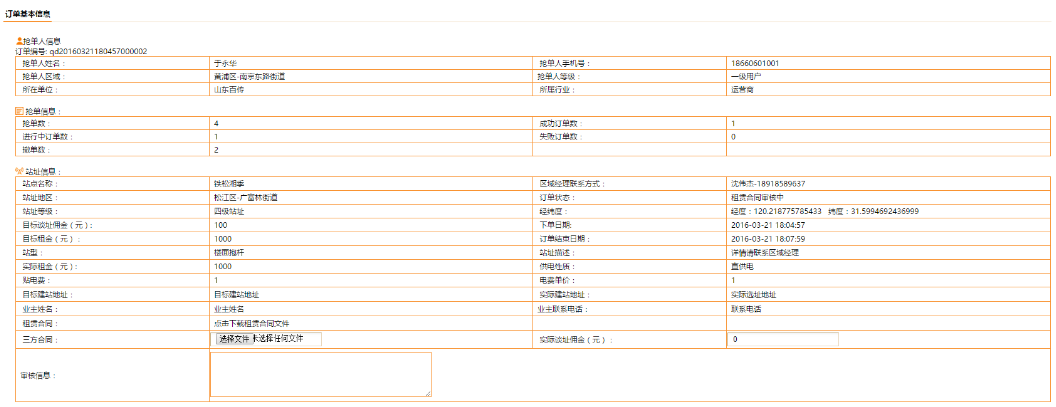 订单基本信息
抢单人信息
订单编号: qd20160321180457000002
抢单人姓名： 于永华 抢单人手机号： 18660601001
抢单人区域： 黄浦区-南京东路街道 抢单人等级： 一级用户
所在单位： 山东百传 所属行业： 运营商
抢单信息：
抢单数： 4 成功订单数： 1
进行中订单数： 1 失败订单数： 0
撤单数： 2
站址信息：
站点名称： 铁松湘季 区域经理联系方式： 沈伟杰-18918589637
站址地区： 松江区-广富林街道 订单状态： 租赁合同审核中
站址等级： 四级站址 经纬度： 经度：120.218775785433 纬度：31.5994692436999
目标谈址佣金（元）: 100 下单日期: 2016-03-21 18:04:57
目标租金（元）： 1000 订单结束日期： 2016-03-21 18:07:59
站型： 楼面抱杆 站址描述： 详情请联系区域经理
实际租金（元）: 1000 供电性质： 直供电
贴电费： 1 电费单价： 1
目标建站地址： 目标建站地址 实际建站地址： 实际选址地址
业主姓名： 业主姓名 业主联系电话： 联系电话
租赁合同： 点击下载租赁合同文件
三方合同： 选择文件 未选择任何文件 实际谈址佣金（元）： 0
审核信息：